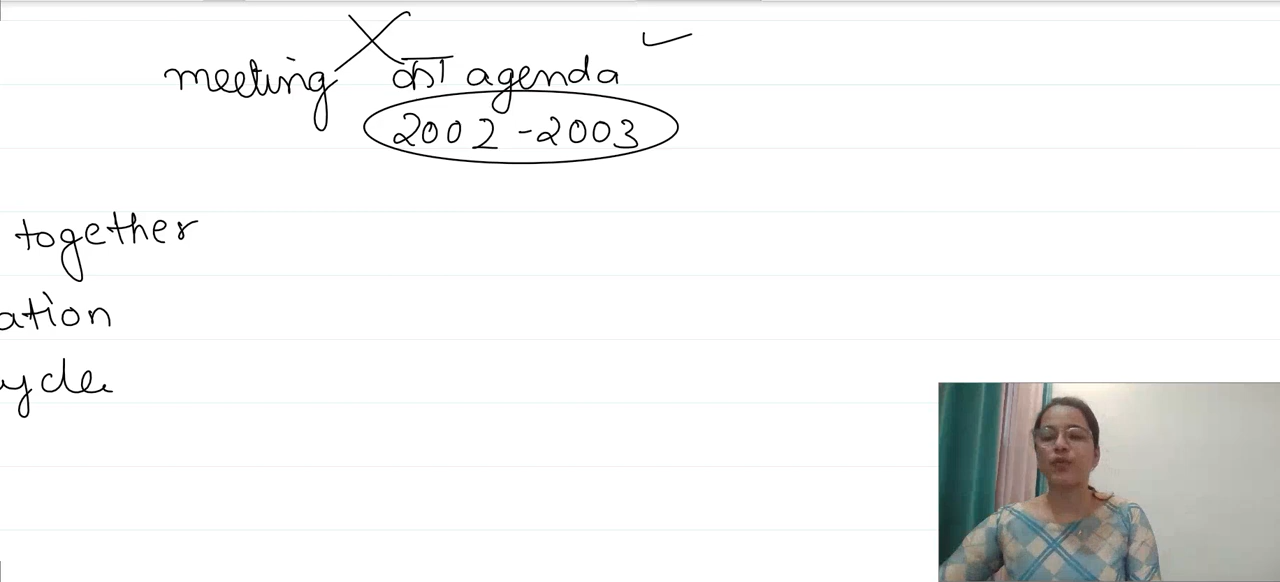 meeting का agenda
2002-2003
together
ation
ycle